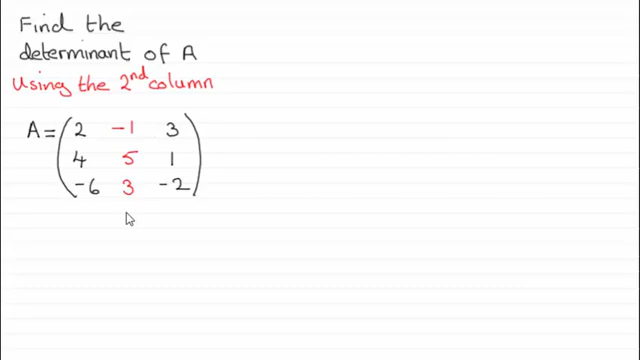 Find the
determinant of A
Using the 2nd column
A = ( 2 -1 3
4 5 1
-6 3 -2 )